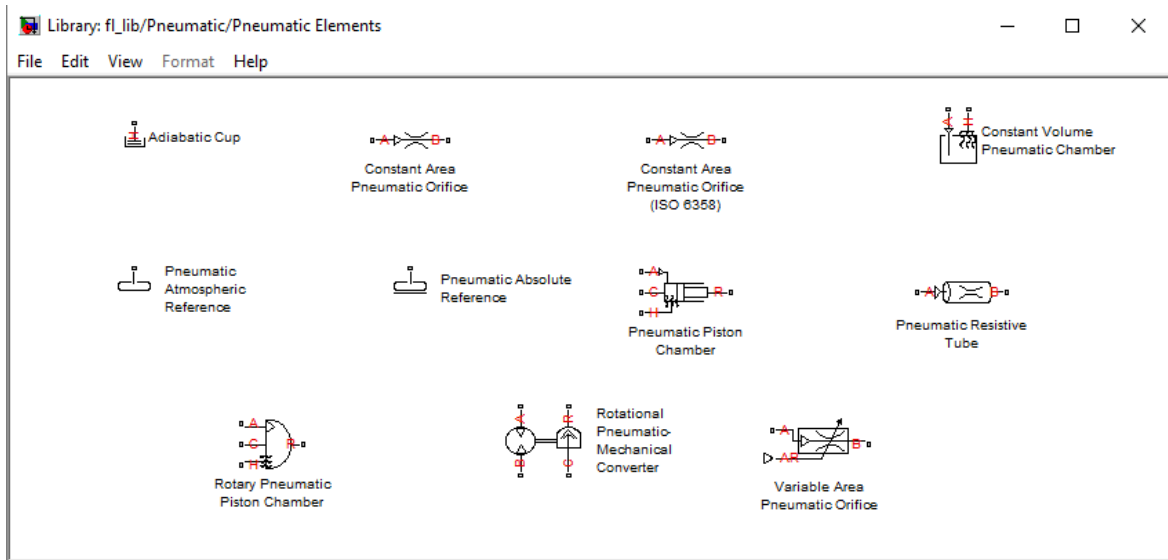 Library: fl_lib/Pneumatic/Pneumatic Elements
File Edit View Format Help
H
Adiabatic Cup
A B
Constant Area
Pneumatic Orifice
A B
Constant Area
Pneumatic Orifice
(ISO 6358)
A H
Constant Volume
Pneumatic Chamber
Pneumatic
Atmospheric
Reference
Pneumatic Absolute
Reference
A
C R
H
Pneumatic Piston
Chamber
A B
Pneumatic Resistive
Tube
A
C R
H
Rotary Pneumatic
Piston Chamber
A R
B C
Rotational
Pneumatic-
Mechanical
Converter
A B
AR
Variable Area
Pneumatic Orifice